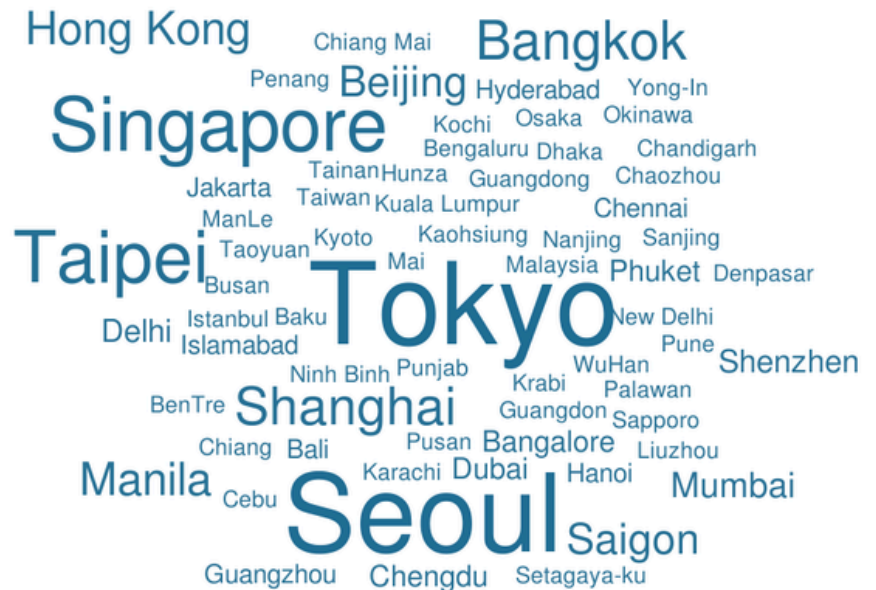 Hong Kong
Chiang Mai
Bangkok
Penang
Beijing
Hyderabad
Yong-In
Singapore
Kochi
Osaka
Okinawa
Bengaluru
Dhaka
Chandigarh
Tainan
Hunza
Guangdong
Chaozhou
Jakarta
Taiwan
Kuala Lumpur
Chennai
ManLe
Taipei
Taoyuan
Kyoto
Kaohsiung
Nanjing
Sanjing
Mai
Malaysia
Phuket
Denpasar
Busan
Tokyo
Delhi
Istanbul
Baku
New Delhi
Islamabad
Pune
Shenzhen
Ninh Binh
Punjab
WuHan
Krabi
Palawan
BenTre
Shanghai
Guangdon
Sapporo
Chiang
Bali
Pusan
Bangalore
Liuzhou
Manila
Karachi
Dubai
Hanoi
Mumbai
Cebu
Seoul
Saigon
Guangzhou
Chengdu
Setagaya-ku